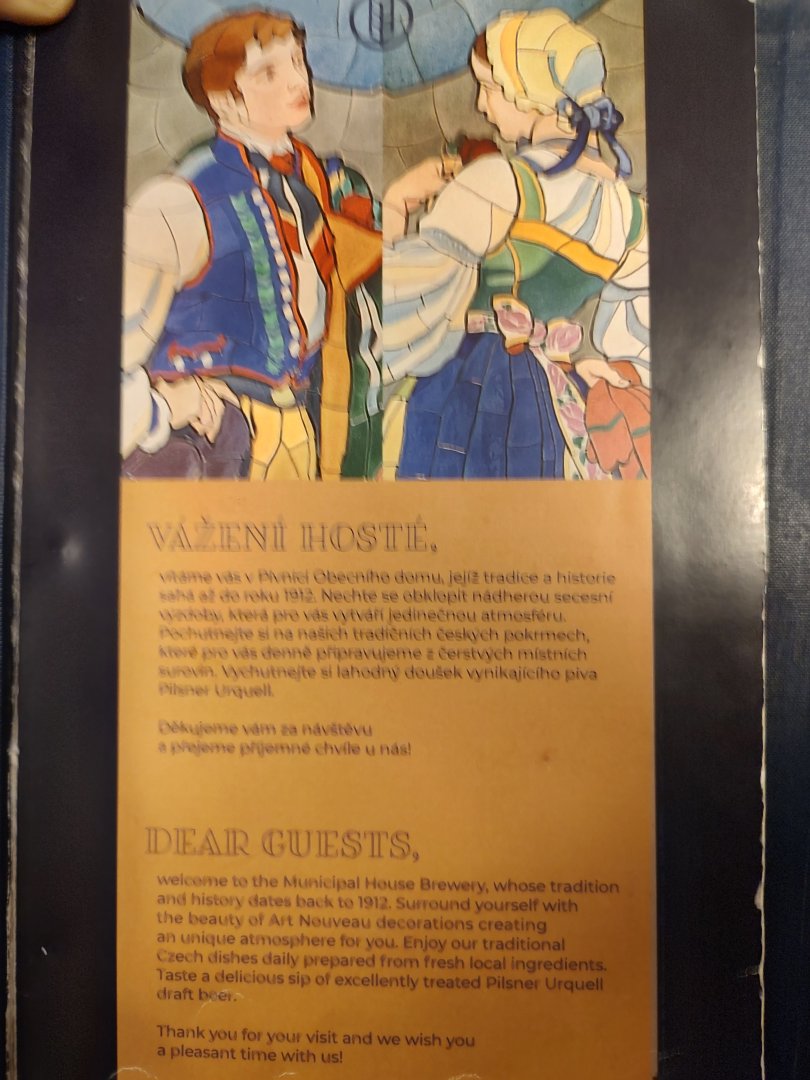 VÁŽENÍ HOSTÉ,
vítáme vás v Pivnici Obecního domu, jejíž tradice a historie
sahá až do roku 1912. Nechte se obklopit nádherou secesní
výzdoby, která pro vás vytváří jedinečnou atmosféru.
Pochutnejte si na našich tradičních českých pokrmech,
které pro vás denně připravujeme z čerstvých místních
surovin. Vychutnejte si lahodný doušek vynikajícího piva
Pilsner Urquell.
Děkujeme vám za návštěvu
a přejeme příjemné chvíle u nás!
DEAR GUESTS,
welcome to the Municipal House Brewery, whose tradition
and history dates back to 1912. Surround yourself with
the beauty of Art Nouveau decorations creating
an unique atmosphere for you. Enjoy our traditional
Czech dishes daily prepared from fresh local ingredients.
Taste a delicious sip of excellently treated Pilsner Urquell
draft beer.
Thank you for your visit and we wish you
a pleasant time with us!